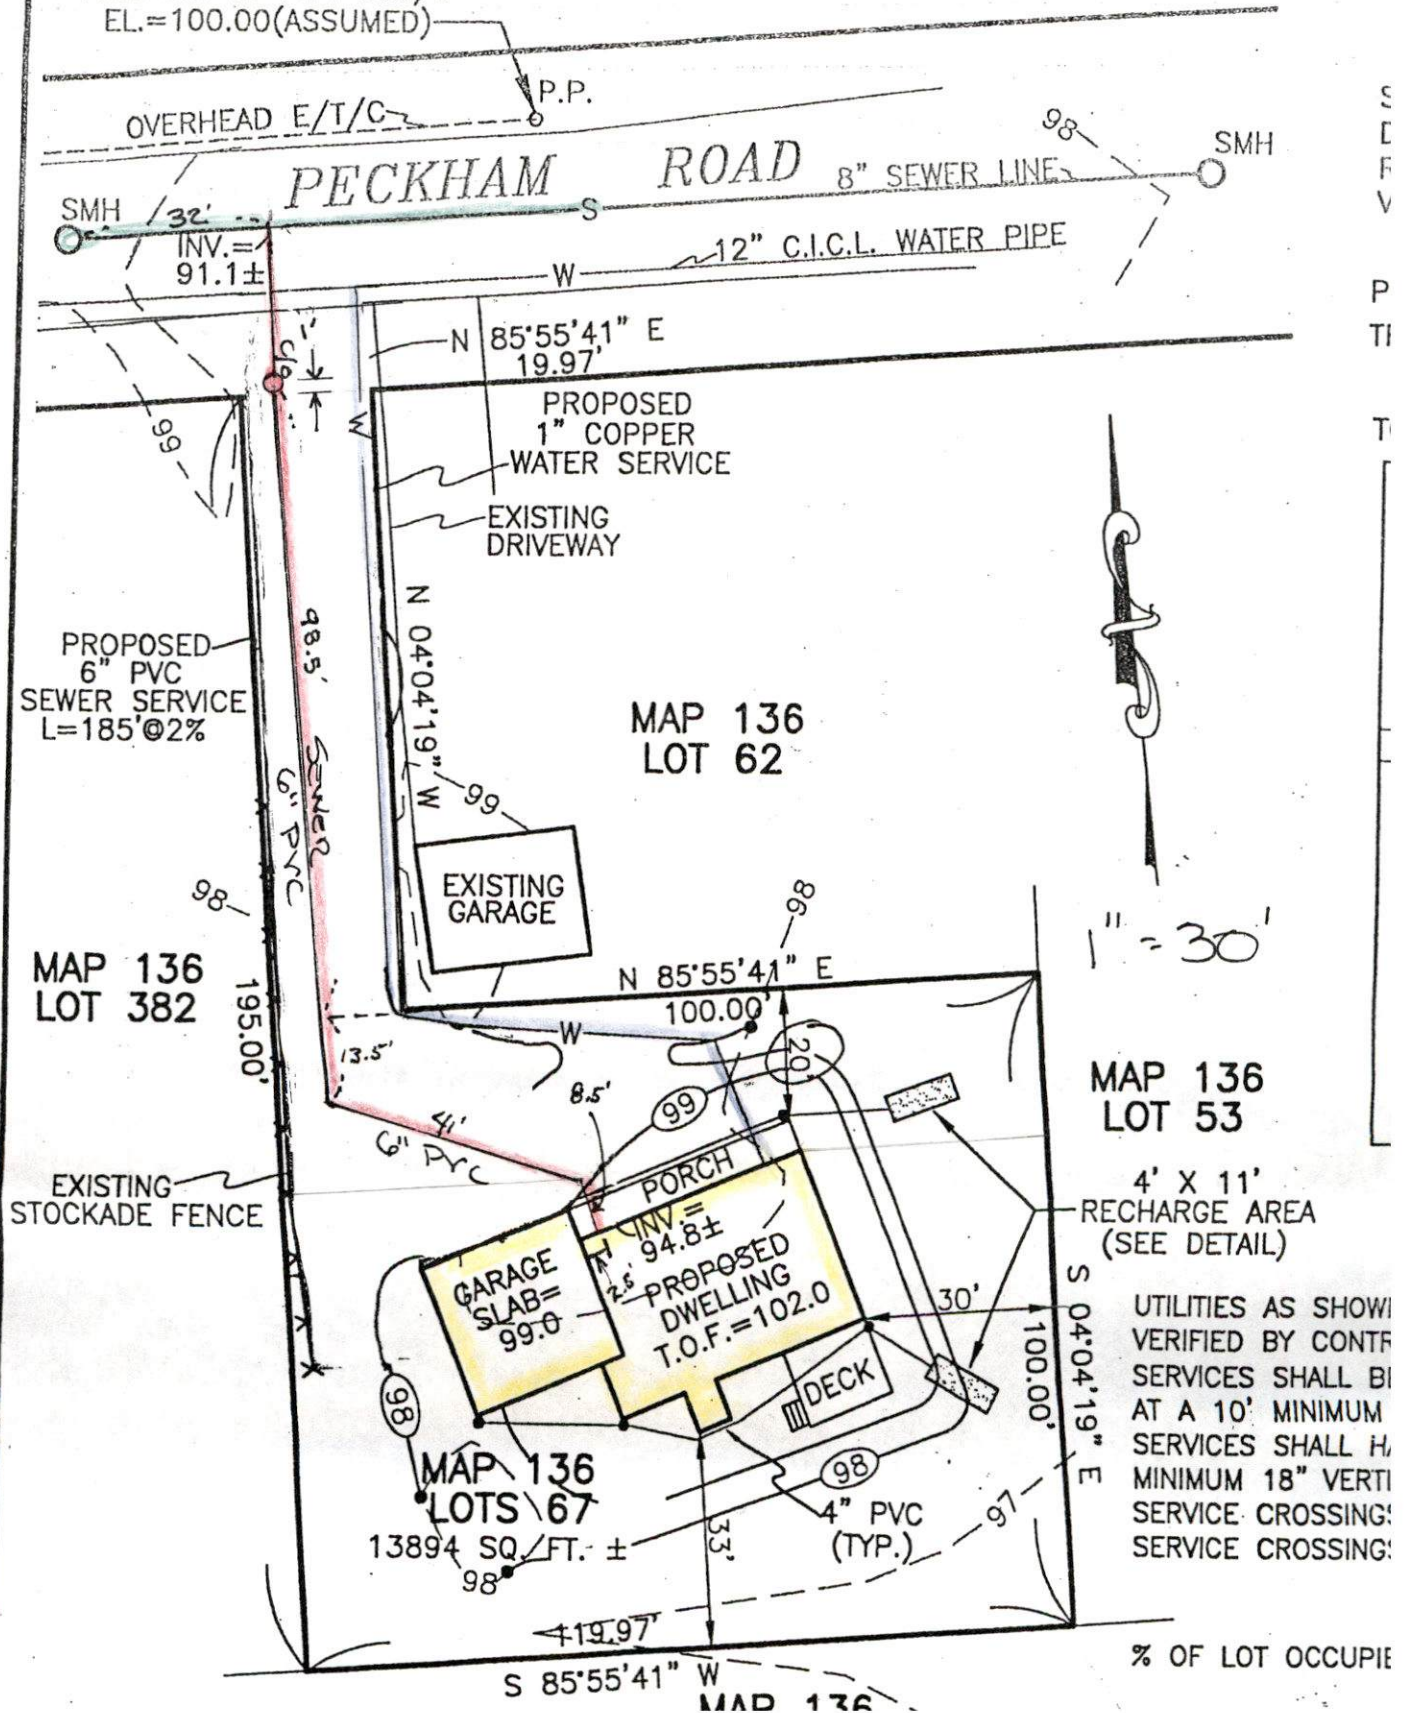 EL.=100.00(ASSUMED)
P.P.
OVERHEAD E/T/C
98
SMH
PECKHAM ROAD
8" SEWER LINE
SMH
32'
S
INV.=
91.1±
12" C.I.C.L. WATER PIPE
W
1'
C/O
N 85°55'41" E
19.97'
PROPOSED
1" COPPER
WATER SERVICE
W
99
EXISTING
DRIVEWAY
N 04°04'19" W
98.5'
PROPOSED
6" PVC
SEWER SERVICE
L=185'@2%
SEWER
6" PVC
MAP 136
LOT 62
99
EXISTING
GARAGE
98
98
1" = 30'
MAP 136
LOT 382
195.00'
N 85°55'41" E
100.00'
W
20'
13.5'
8.5'
99
41'
6" PVC
MAP 136
LOT 53
EXISTING
STOCKADE FENCE
PORCH
4' X 11'
RECHARGE AREA
(SEE DETAIL)
INV.=
94.8±
2.5'
GARAGE
SLAB=
99.0
PROPOSED
DWELLING
T.O.F.=102.0
30'
S 04°04'19" E
100.00'
DECK
98
UTILITIES AS SHOW
VERIFIED BY CONTR
SERVICES SHALL B
AT A 10' MINIMUM
SERVICES SHALL H
MINIMUM 18" VERTI
SERVICE CROSSINGS
SERVICE CROSSINGS
MAP 136
LOTS 67
13894 SQ./FT. ±
98
98
4" PVC
(TYP.)
97
33'
119.97'
S 85°55'41" W
% OF LOT OCCUPIE
MAP 136